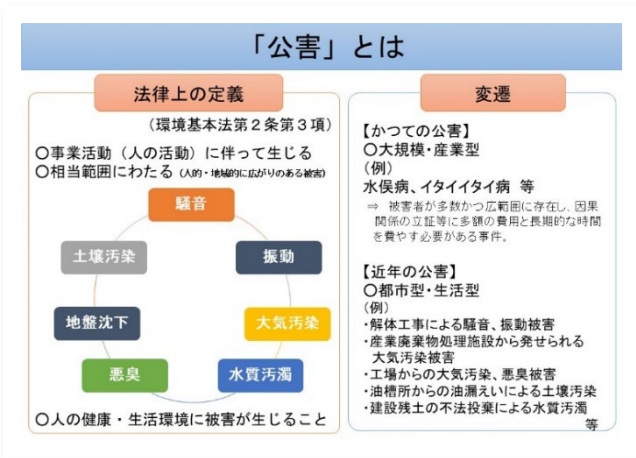 「公害」とは
法律上の定義
（環境基本法第２条第３項）
〇事業活動（人の活動）に伴って生じる
〇相当範囲にわたる（人的・地域的に広がりのある被害）
騒音
土壌汚染
振動
地盤沈下
大気汚染
悪臭
水質汚濁
〇人の健康・生活環境に被害が生じること
変遷
【かつての公害】
〇大規模・産業型
（例）
水俣病、イタイイタイ病 等
⇒ 被害者が多数かつ広範囲に存在し、因果
関係の立証等に多額の費用と長期的な時間
を費やす必要がある事件。
【近年の公害】
〇都市型・生活型
（例）
・解体工事による騒音、振動被害
・産業廃棄物処理施設から発せられる
大気汚染被害
・工場からの大気汚染、悪臭被害
・油槽所からの油漏えいによる土壌汚染
・建設残土の不法投棄による水質汚濁
等